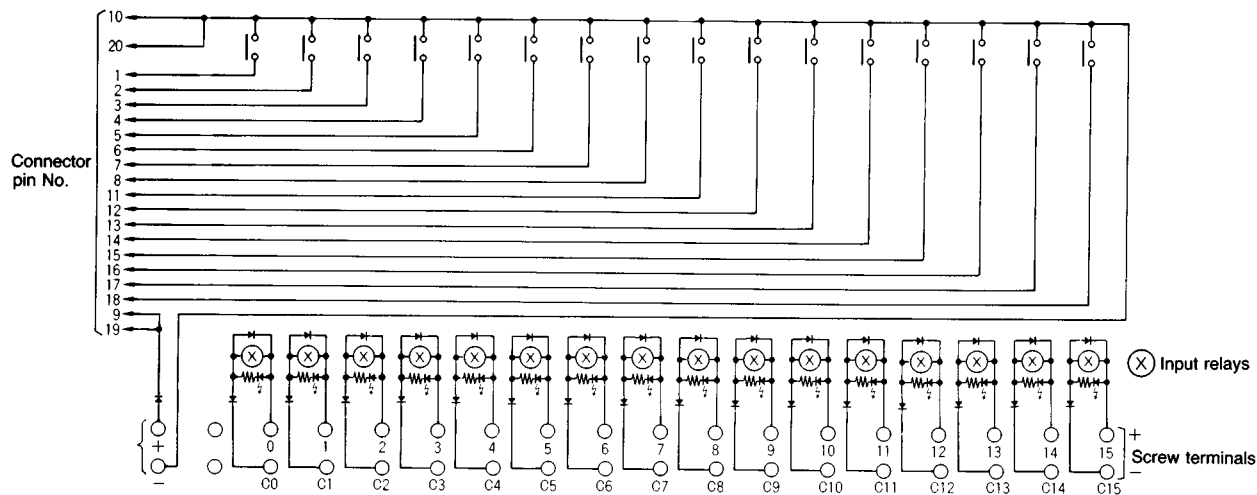 10
20
1
2
3
4
5
6
7
8
11
12
13
14
15
16
17
18
9
19
Connector
pin No.
X X X X X X X X X X X X X X X X
X Input relays
+ 0 1 2 3 4 5 6 7 8 9 10 11 12 13 14 15 +
Screw terminals
− C0 C1 C2 C3 C4 C5 C6 C7 C8 C9 C10 C11 C12 C13 C14 C15 −